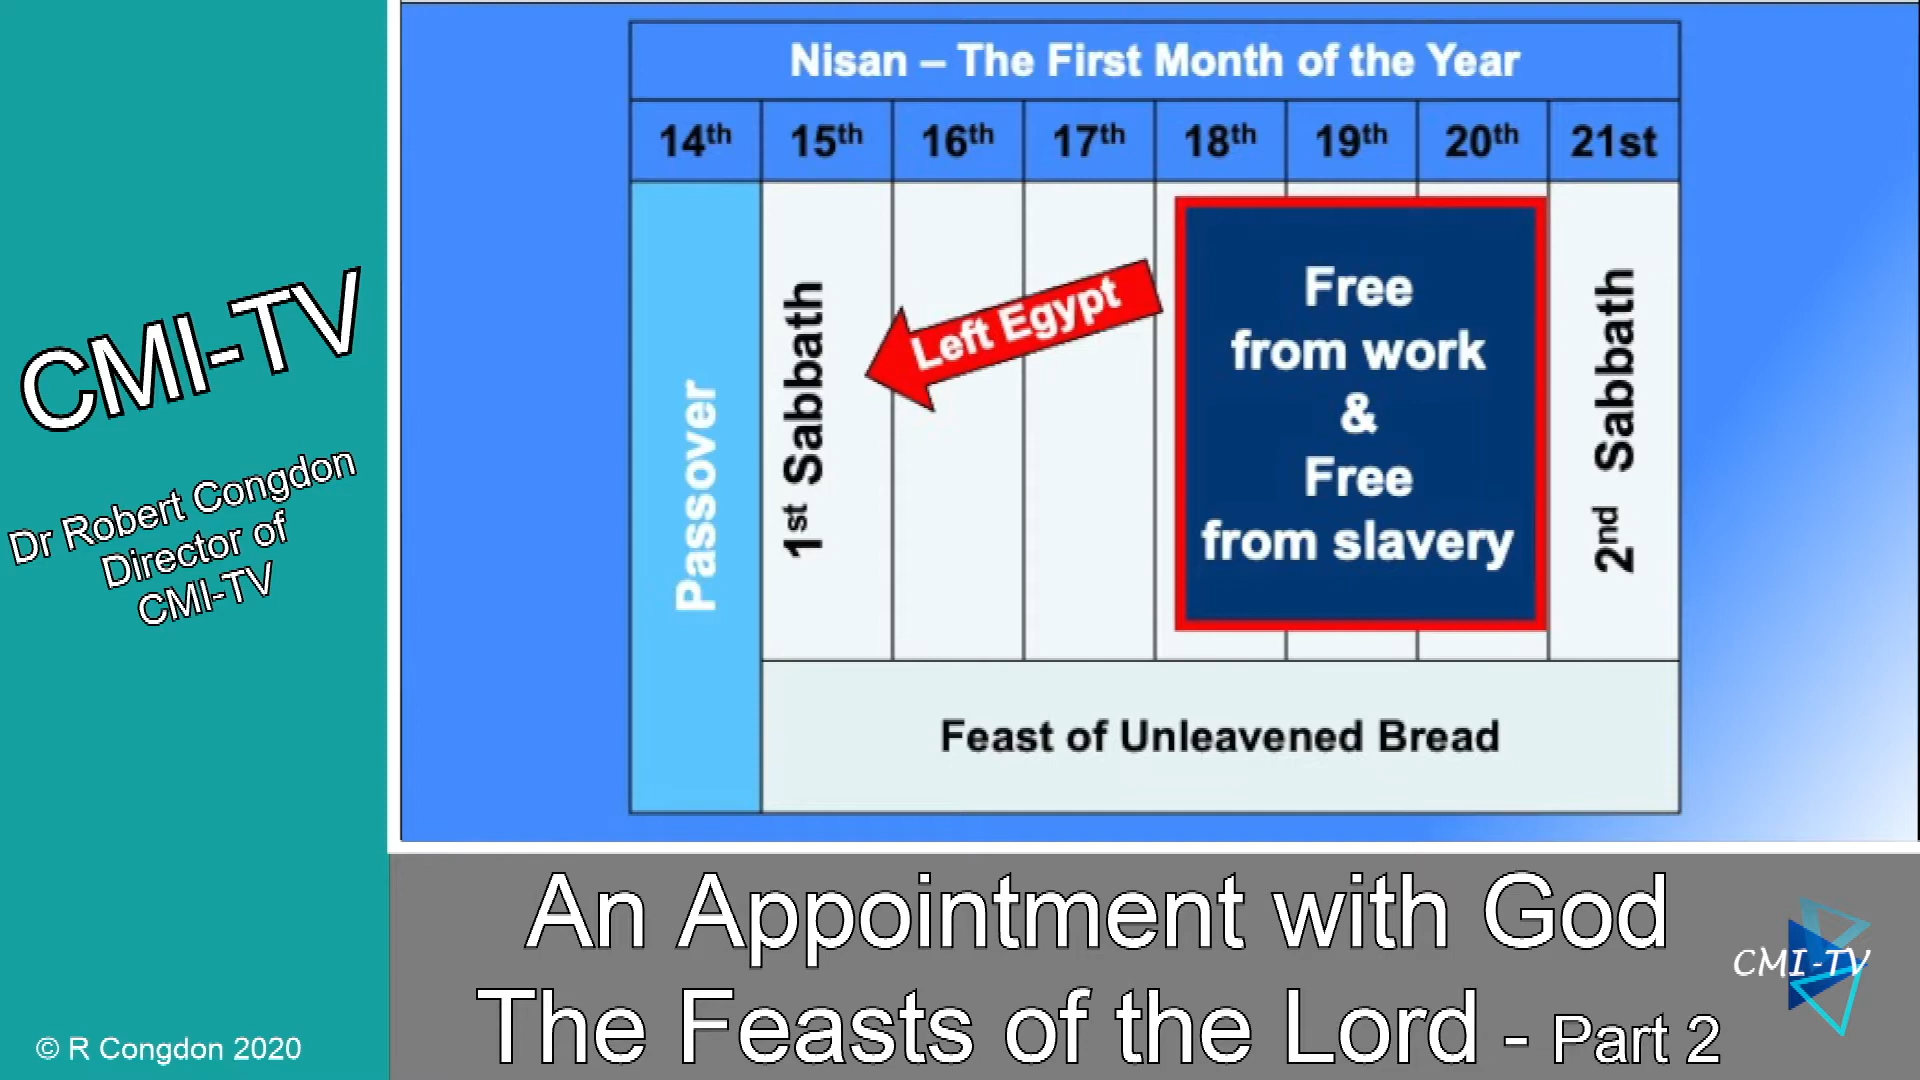 CMI-TV
Dr Robert Congdon
Director of
CMI-TV
© R Congdon 2020
Nisan – The First Month of the Year
14th 15th 16th 17th 18th 19th 20th 21st
Passover
1st Sabbath
Left Egypt
Free
from work
&
Free
from slavery
2nd Sabbath
Feast of Unleavened Bread
An Appointment with God
The Feasts of the Lord - Part 2
CMI-TV